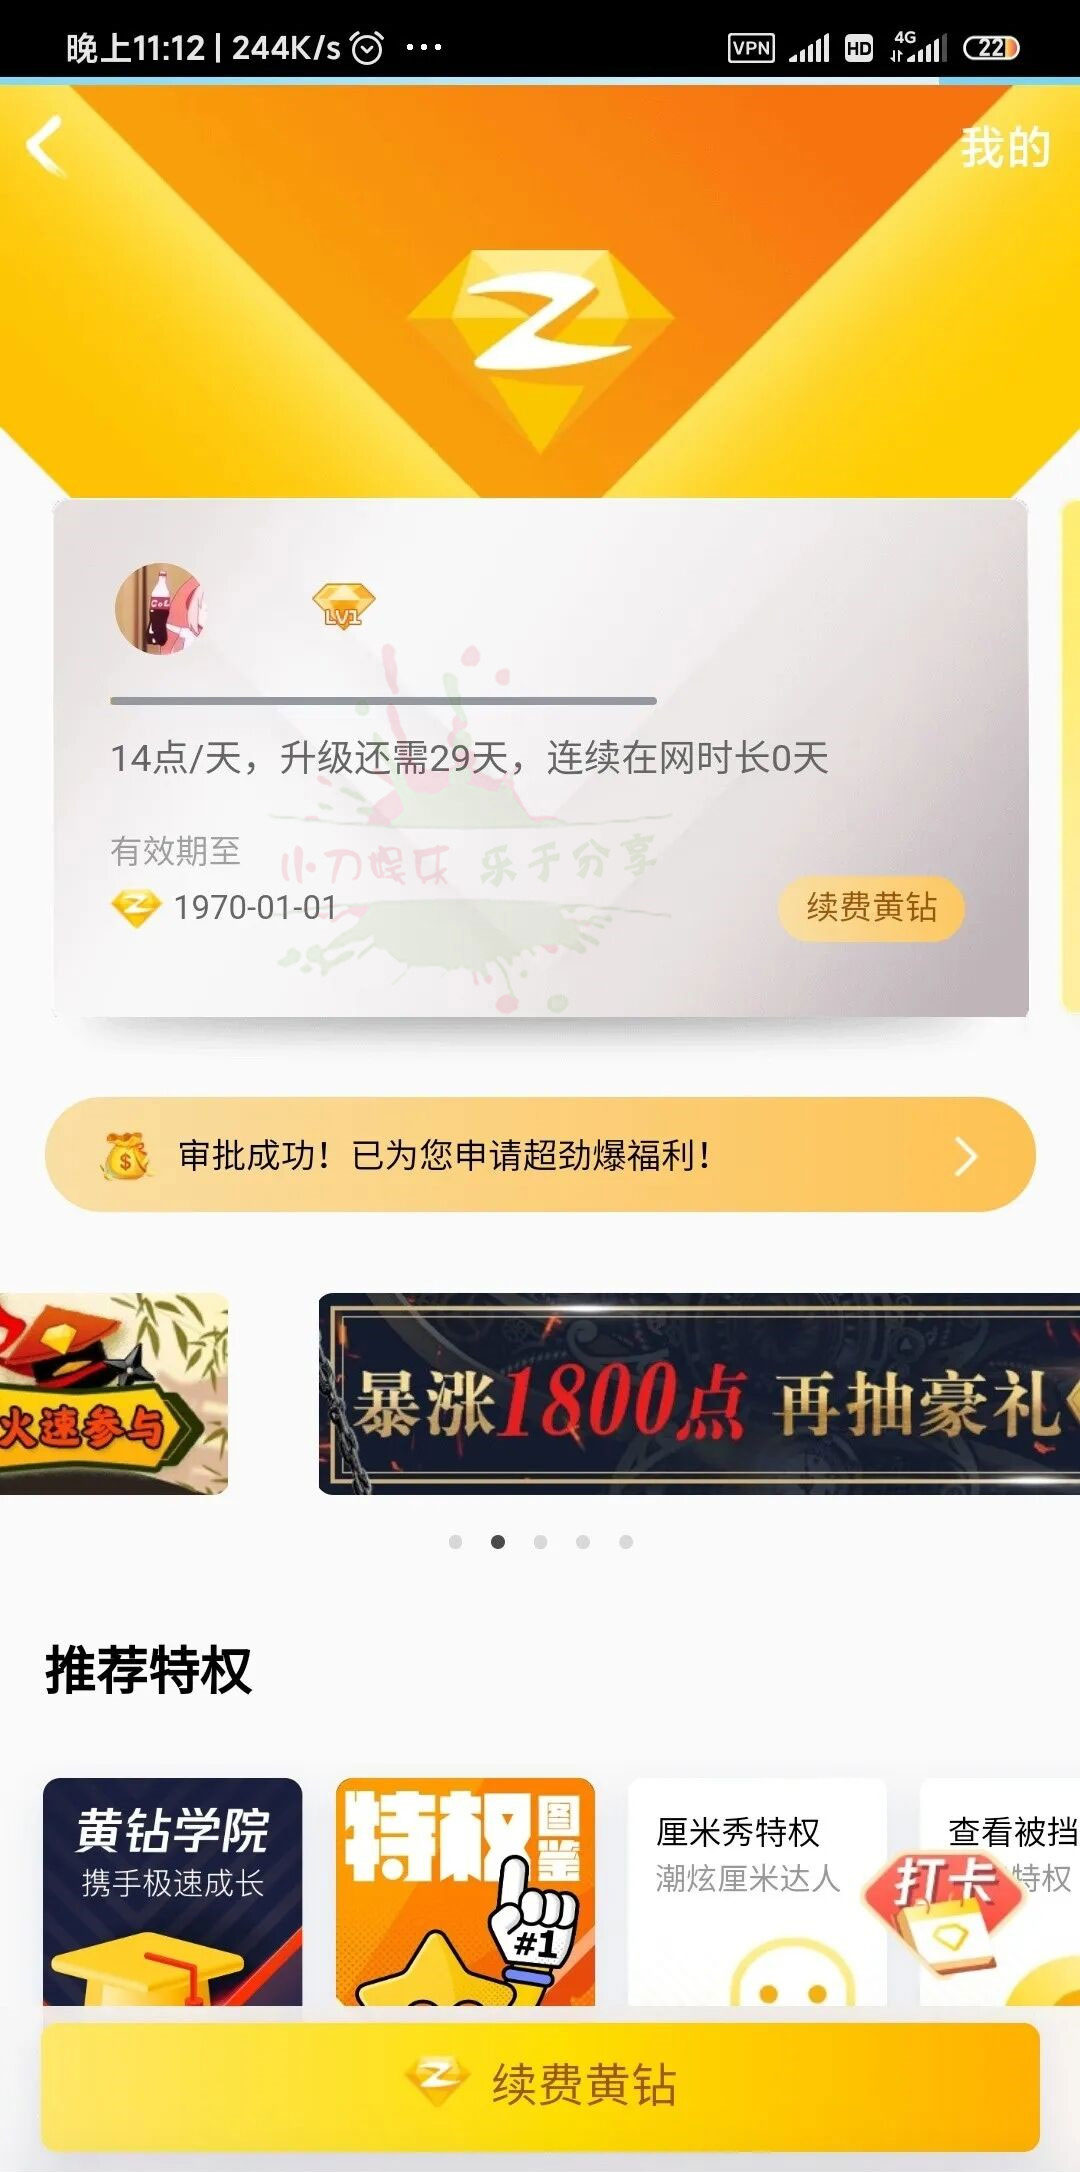 晚上11:12 | 244K/s ...
VPN HD 4G 22
我的
LV1
14点/天，升级还需29天，连续在网时长0天
有效期至
小刀娱乐 乐于分享
1970-01-01
续费黄钻
审批成功！已为您申请超劲爆福利！
火速参与
暴涨1800点 再抽豪礼
推荐特权
黄钻学院
携手极速成长
特权图鉴
#1
厘米秀特权
潮炫厘米达人
查看被挡
特权
打卡
续费黄钻